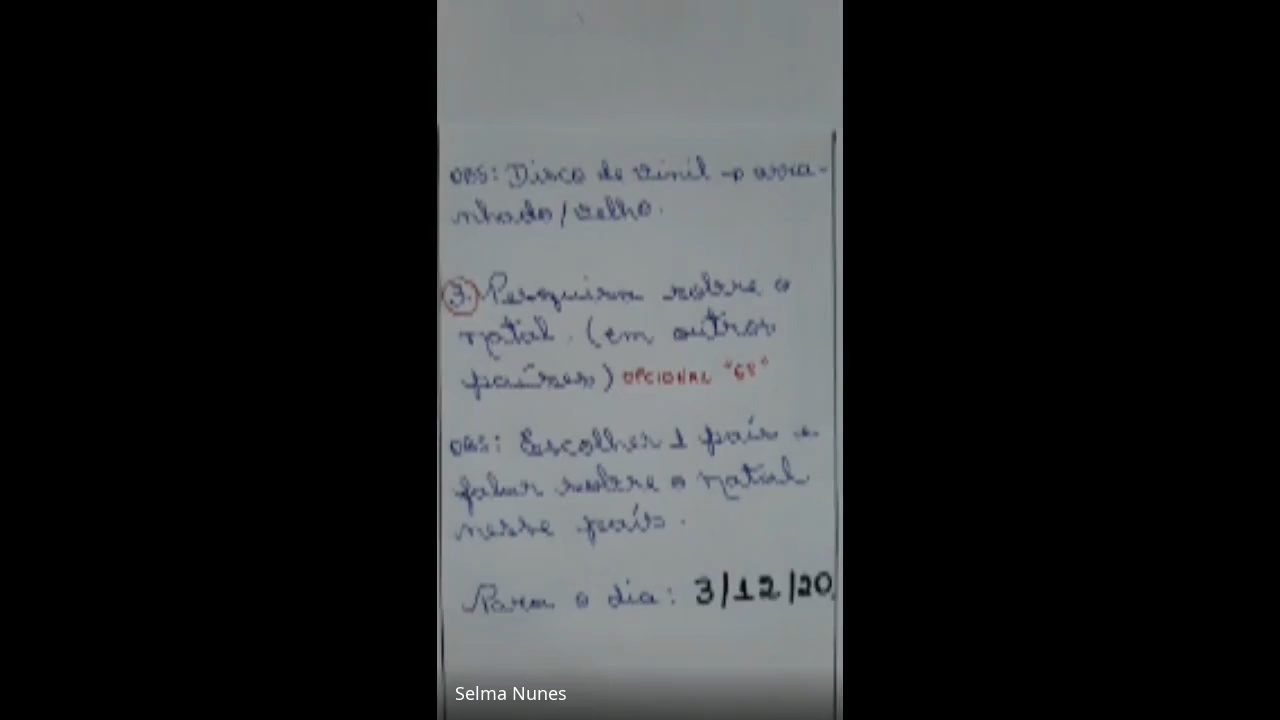 OBS: Disco de vinil → arra-
nhado/velho.
3. Pesquisa sobre o
natal. (em outros
países) OPCIONAL "G8"
OBS: Escolher 1 país e
falar sobre o natal
nesse país.
Para o dia: 3/12/20
Selma Nunes